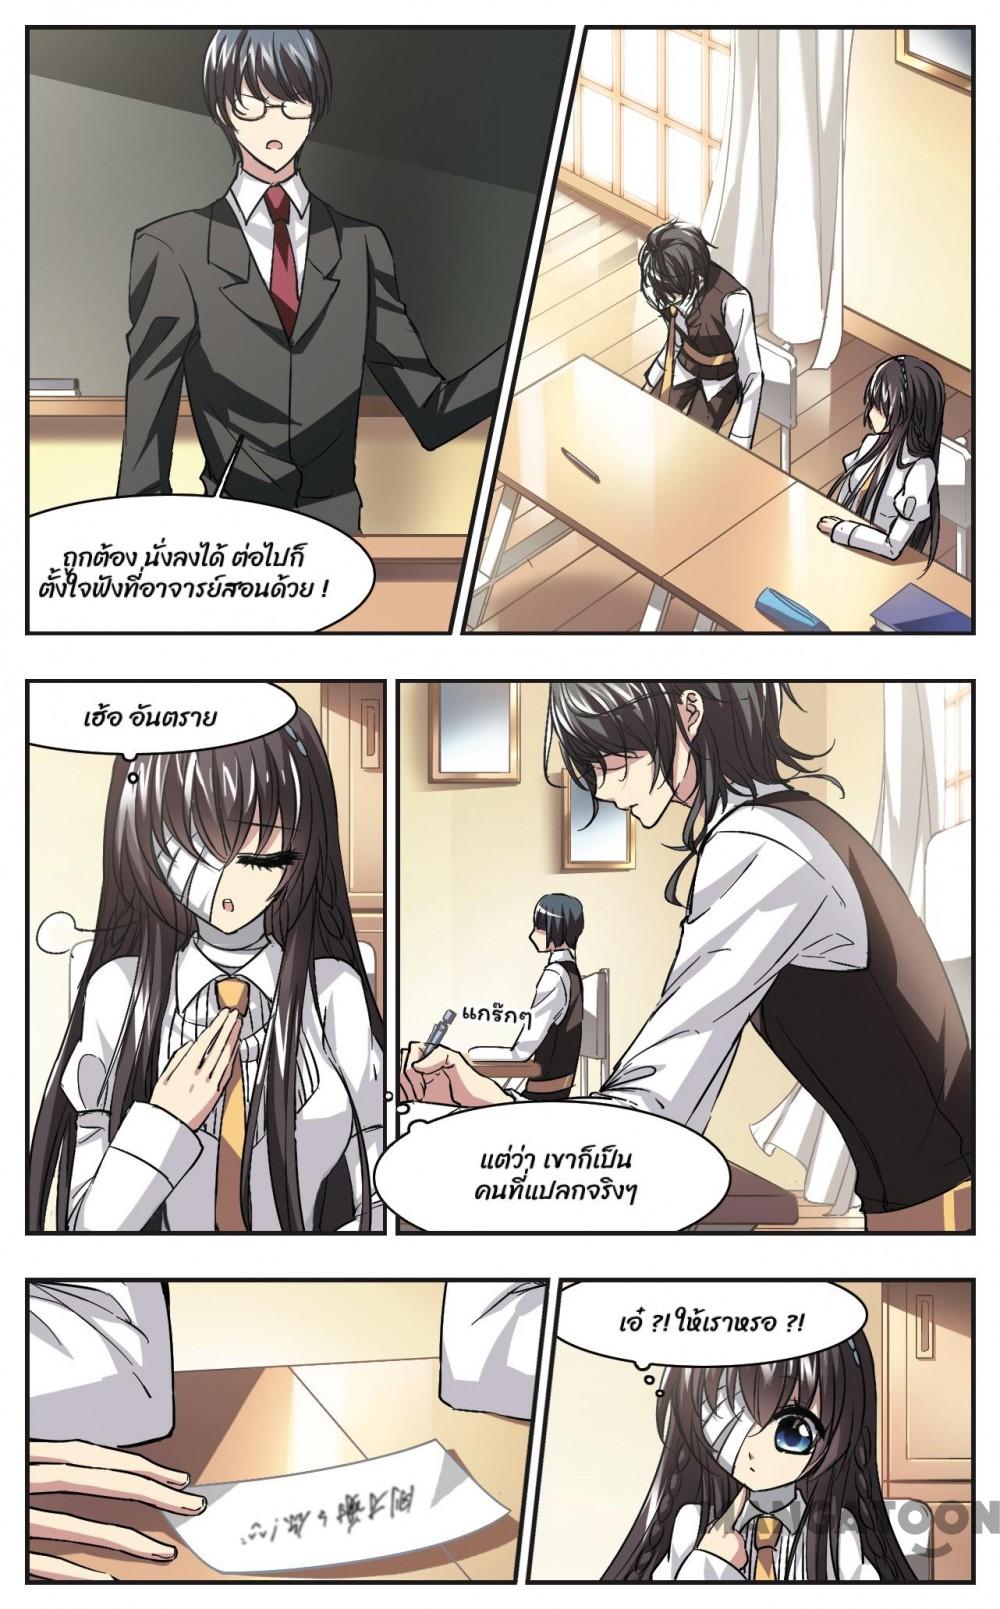 ถูกต้อง นั่งลงได้ ต่อไปก็
ตั้งใจฟังที่อาจารย์สอนด้วย !
เฮ้อ อันตราย
แกร๊กๆ
แต่ว่า เขาก็เป็น
คนที่แปลกจริงๆ
เอ๋ ?! ให้เราหรอ ?!
MANGATOON